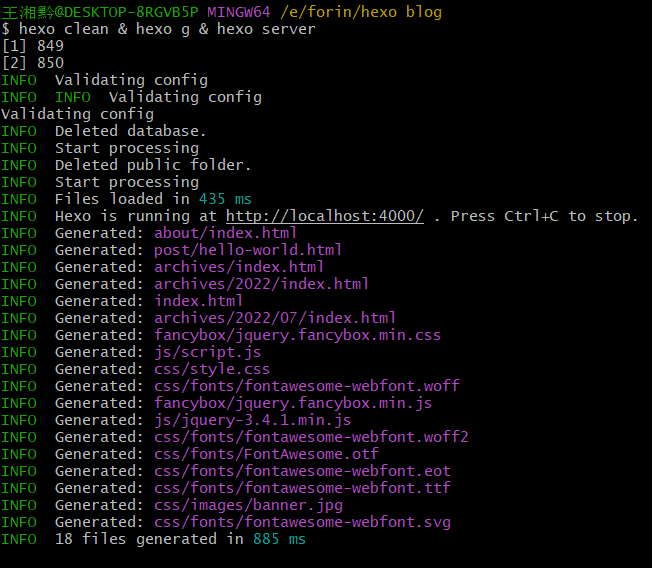 王湘黔@DESKTOP-8RGVB5P MINGW64 /e/forin/hexo blog
$ hexo clean & hexo g & hexo server
[1] 849
[2] 850
INFO  Validating config
INFO  INFO  Validating config
Validating config
INFO  Deleted database.
INFO  Start processing
INFO  Deleted public folder.
INFO  Start processing
INFO  Files loaded in 435 ms
INFO  Hexo is running at http://localhost:4000/ . Press Ctrl+C to stop.
INFO  Generated: about/index.html
INFO  Generated: post/hello-world.html
INFO  Generated: archives/index.html
INFO  Generated: archives/2022/index.html
INFO  Generated: index.html
INFO  Generated: archives/2022/07/index.html
INFO  Generated: fancybox/jquery.fancybox.min.css
INFO  Generated: js/script.js
INFO  Generated: css/style.css
INFO  Generated: css/fonts/fontawesome-webfont.woff
INFO  Generated: fancybox/jquery.fancybox.min.js
INFO  Generated: js/jquery-3.4.1.min.js
INFO  Generated: css/fonts/fontawesome-webfont.woff2
INFO  Generated: css/fonts/FontAwesome.otf
INFO  Generated: css/fonts/fontawesome-webfont.eot
INFO  Generated: css/fonts/fontawesome-webfont.ttf
INFO  Generated: css/images/banner.jpg
INFO  Generated: css/fonts/fontawesome-webfont.svg
INFO  18 files generated in 885 ms